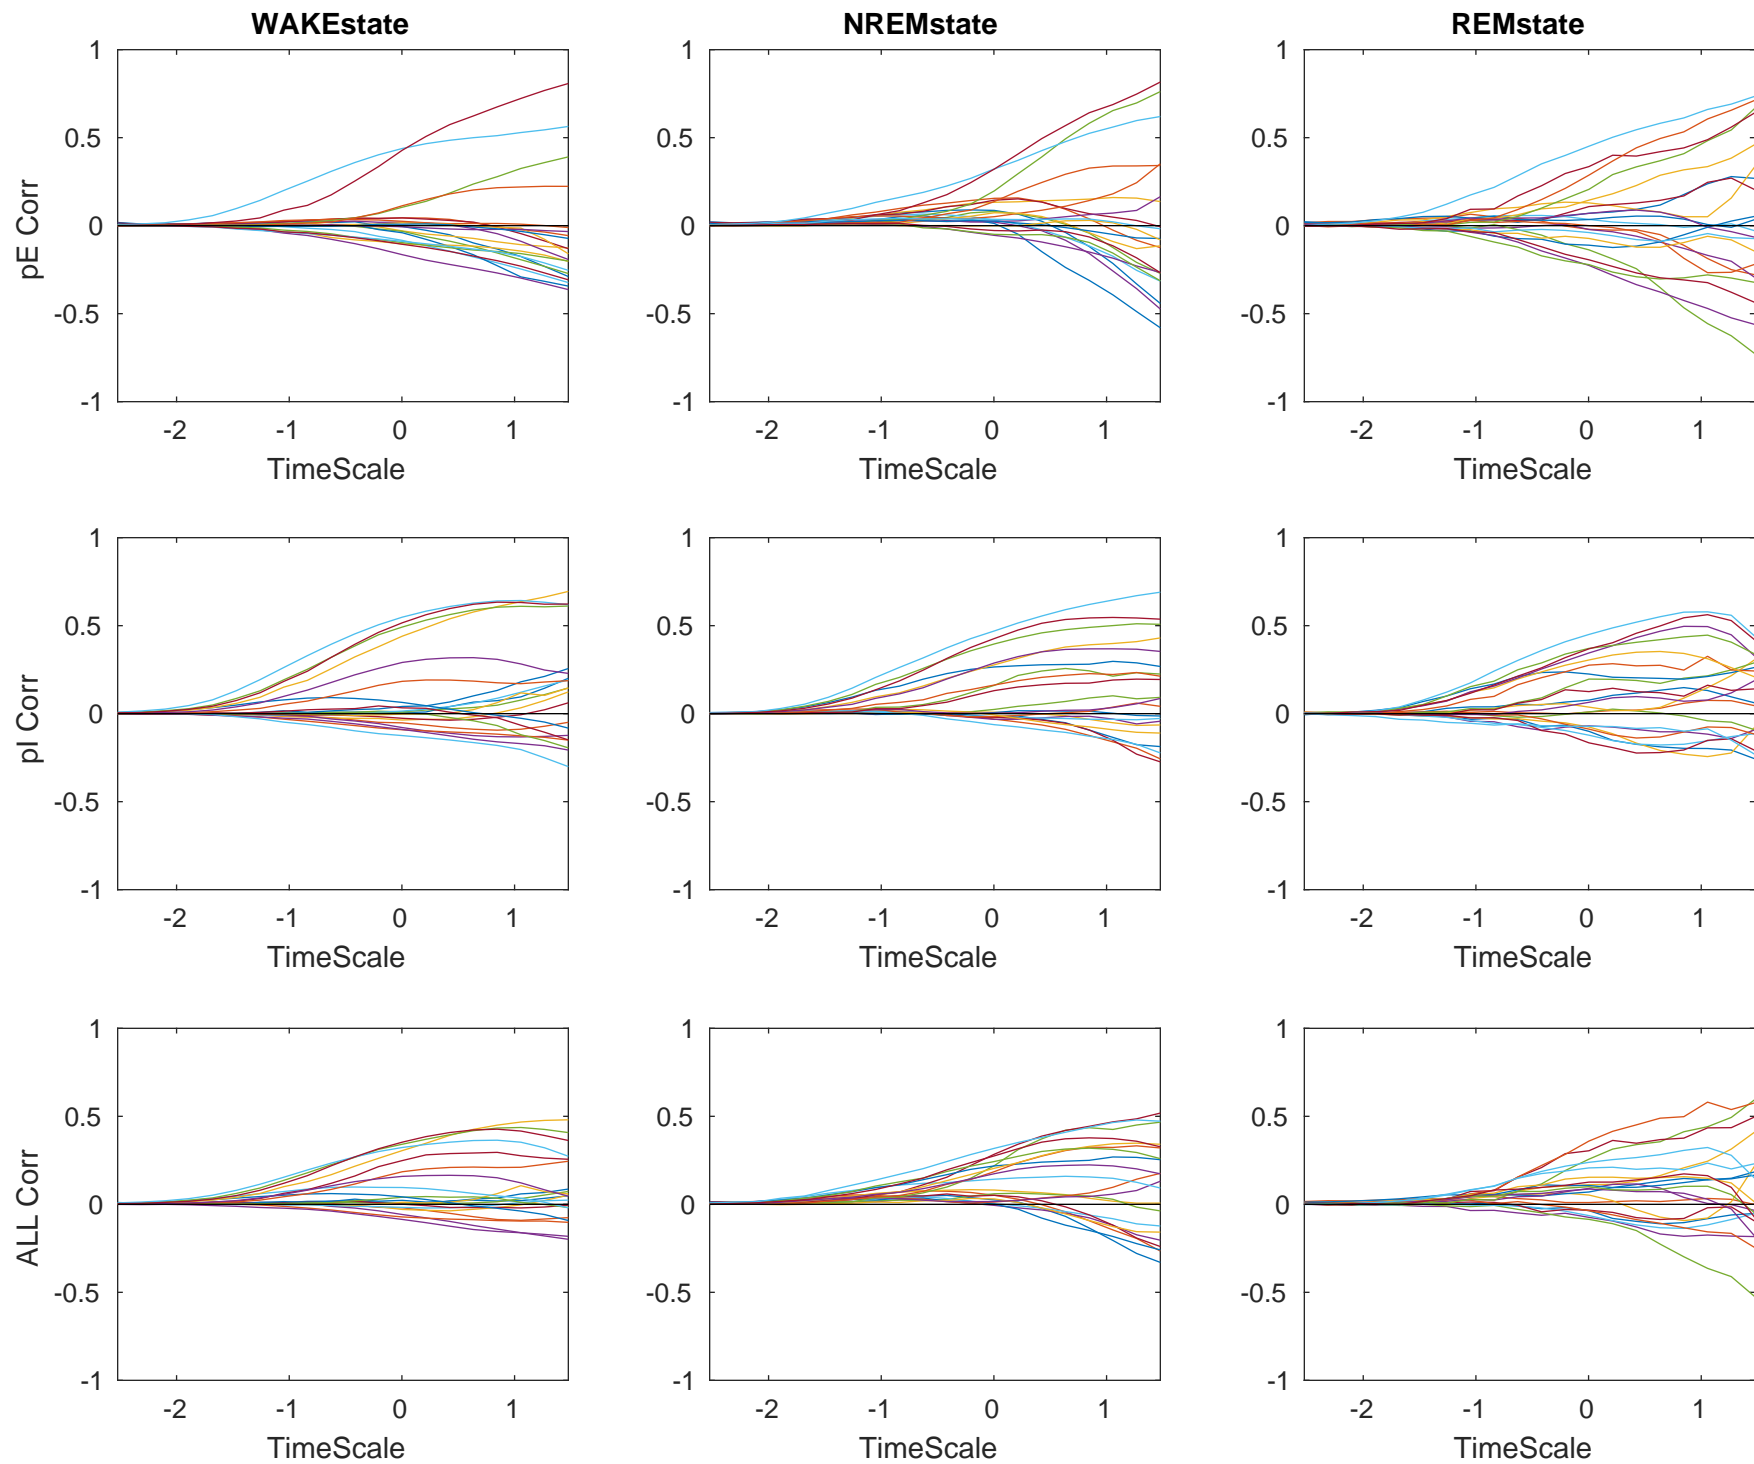 WAKEstate NREMstate REMstate
1 1 1
0.5 0.5 0.5
0 0 0
-0.5 -0.5 -0.5
-1 -1 -1
pE Corr
-2 -1 0 1 -2 -1 0 1 -2 -1 0 1
TimeScale TimeScale TimeScale
1 1 1
0.5 0.5 0.5
0 0 0
-0.5 -0.5 -0.5
-1 -1 -1
pI Corr
-2 -1 0 1 -2 -1 0 1 -2 -1 0 1
TimeScale TimeScale TimeScale
1 1 1
0.5 0.5 0.5
0 0 0
-0.5 -0.5 -0.5
-1 -1 -1
ALL Corr
-2 -1 0 1 -2 -1 0 1 -2 -1 0 1
TimeScale TimeScale TimeScale